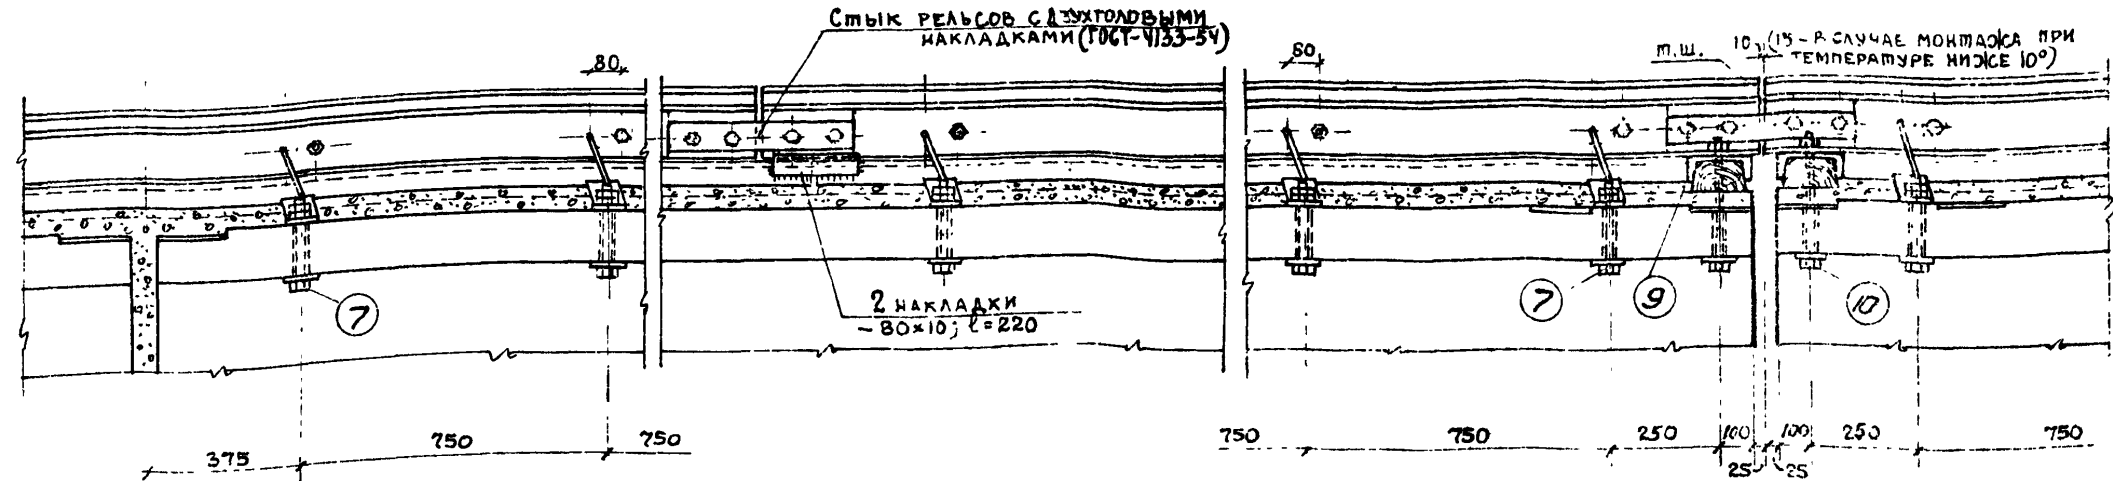 Стык рельсов с двухголовыми
накладками (ГОСТ-4133-54)
80
80
т.ш.
10 (15 - в случае монтажа при
температуре ниже 10°)
2 накладки
- 80×10; ℓ=220
7
7
9
10
375
750
750
750
750
250
100
100
250
750
25
25